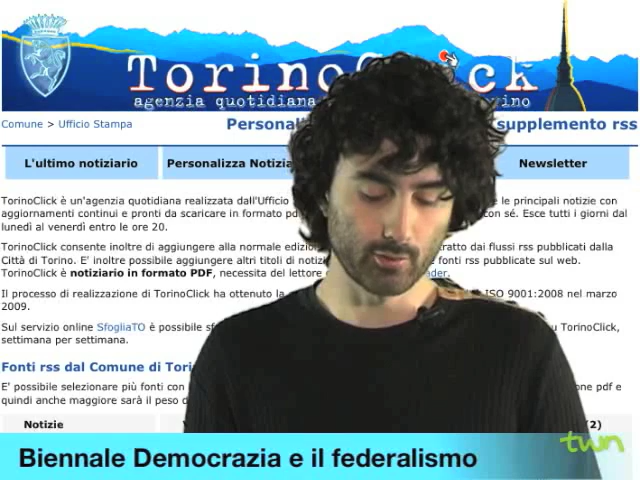 TorinoClick
agenzia quotidiana
Comune > Ufficio Stampa
Personali supplemento rss
L'ultimo notiziario
Personalizza Notizia
Newsletter
TorinoClick è un'agenzia quotidiana realizzata dall'Ufficio le principali notizie con
aggiornamenti continui e pronti da scaricare in formato pdf con sé. Esce tutti i giorni dal
lunedì al venerdì entro le ore 20.
TorinoClick consente inoltre di aggiungere alla normale edizion tratto dai flussi rss pubblicati dalla
Città di Torino. E' inoltre possibile aggiungere altri titoli di notizi fonti rss pubblicate sul web.
TorinoClick è notiziario in formato PDF, necessita del lettore ader.
Il processo di realizzazione di TorinoClick ha ottenuto la ISO 9001:2008 nel marzo
2009.
Sul servizio online SfogliaTO è possibile sf u TorinoClick,
settimana per settimana.
Fonti rss dal Comune di Tori
E' possibile selezionare più fonti con one pdf e
quindi anche maggiore sarà il peso d
Notizie (2)
twn
Biennale Democrazia e il federalismo